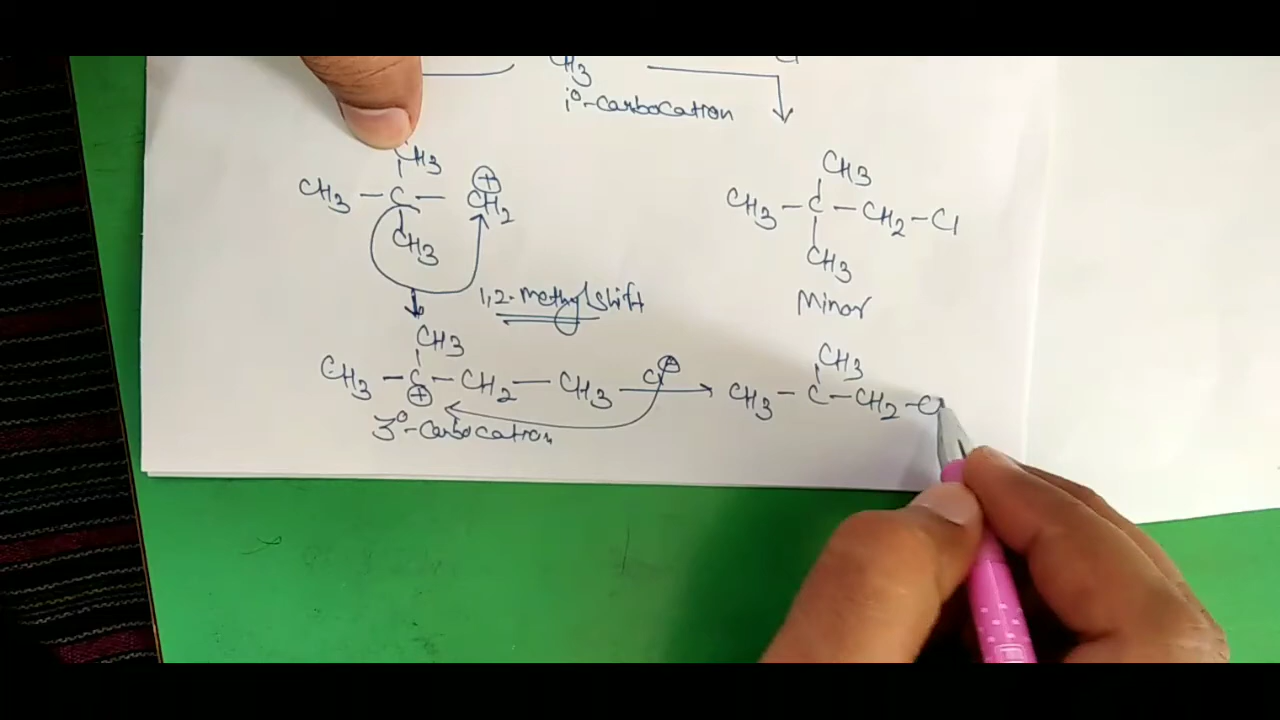 CH3 Cl
1°-carbocation
CH3 CH3
CH3 - C - CH2 ⊕ CH3 - C - CH2 - Cl
CH3 CH3
1,2-methyl shift Minor
CH3 CH3
CH3 - C - CH2 - CH3 Cl⊖ → CH3 - C - CH2 - C
⊕
3°-carbocation